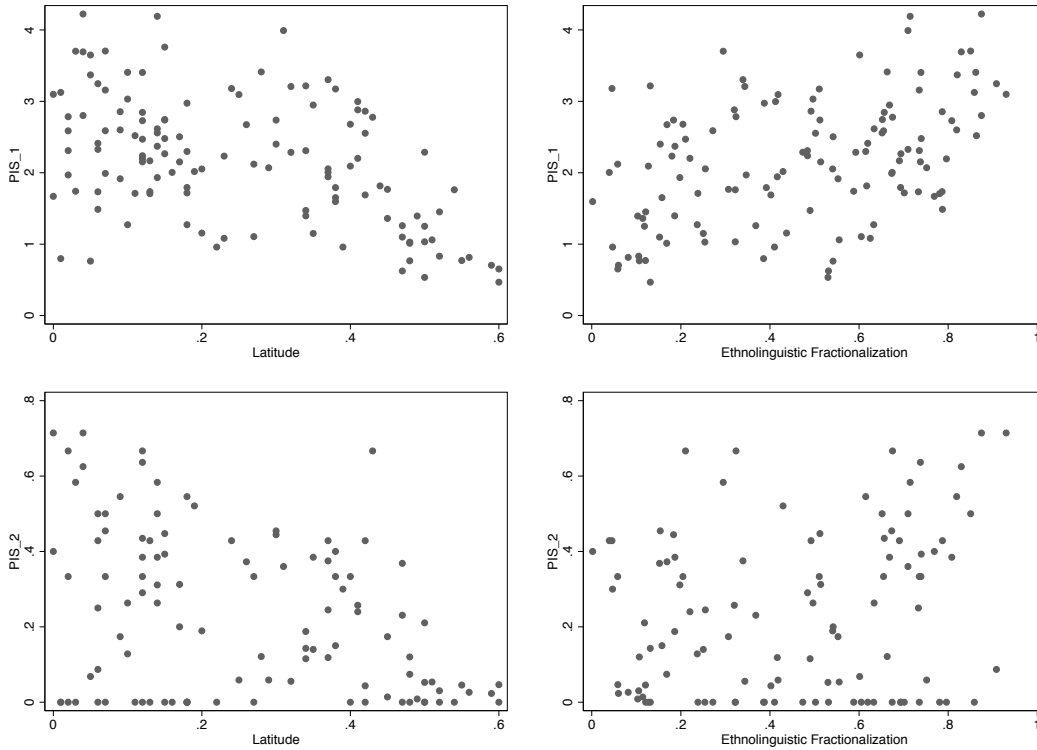 PIS_1
0 1 2 3 4
0 .2 .4 .6
Latitude
PIS_1
0 1 2 3 4
0 .2 .4 .6 .8 1
Ethnolinguistic Fractionalization
PIS_2
0 .2 .4 .6 .8
0 .2 .4 .6
Latitude
PIS_2
0 .2 .4 .6 .8
0 .2 .4 .6 .8 1
Ethnolinguistic Fractionalization